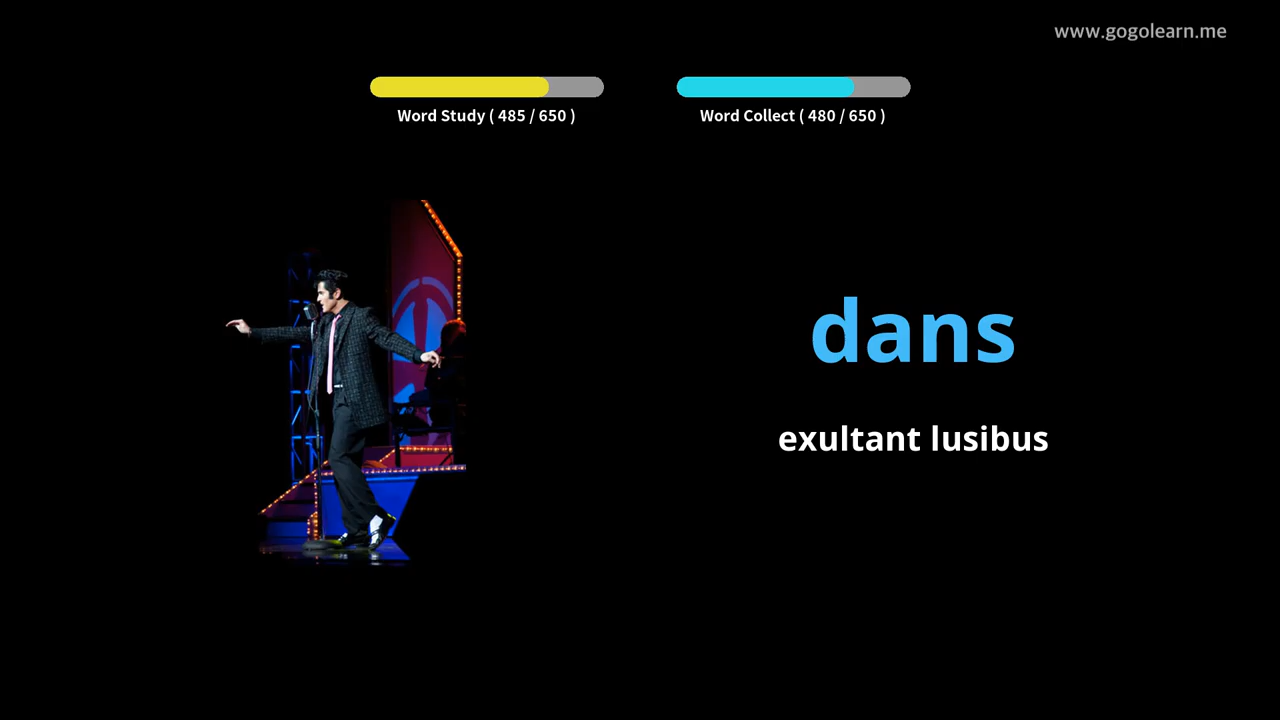 www.gogolearn.me
Word Study ( 485 / 650 )
Word Collect ( 480 / 650 )
dans
exultant lusibus